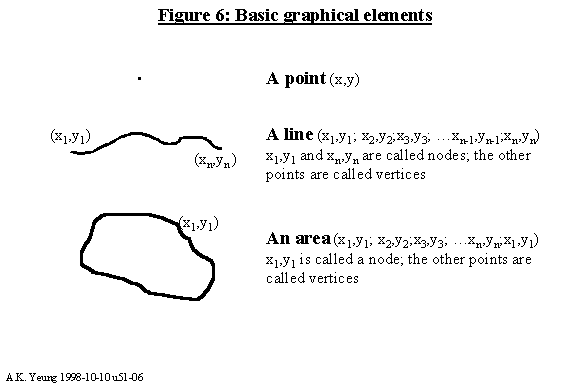 Figure 6: Basic graphical elements
A point (x,y)
(x₁,y₁)
(xₙ,yₙ)
A line (x₁,y₁; x₂,y₂;x₃,y₃; …xₙ₋₁,yₙ₋₁;xₙ,yₙ)
x₁,y₁ and xₙ,yₙ are called nodes; the other
points are called vertices
(x₁,y₁)
An area (x₁,y₁; x₂,y₂;x₃,y₃; …xₙ,yₙ;x₁,y₁)
x₁,y₁ is called a node; the other points are
called vertices
A.K. Yeung 1998-10-10 u51-06